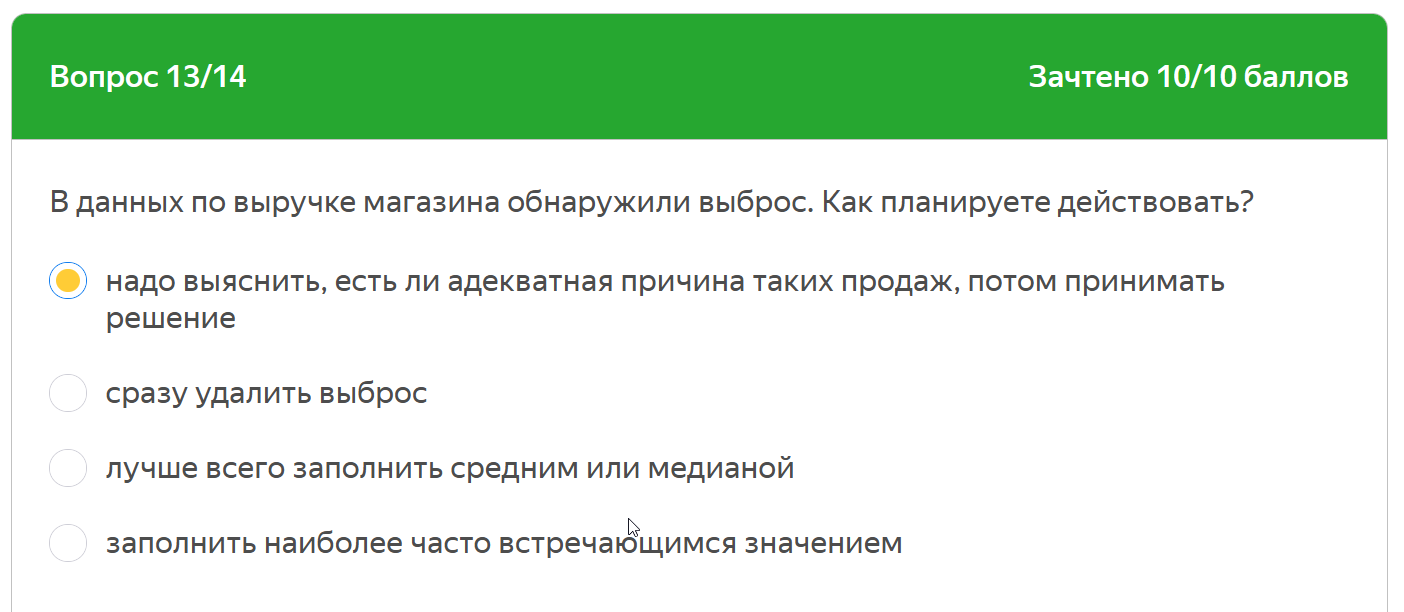 Вопрос 13/14
Зачтено 10/10 баллов
В данных по выручке магазина обнаружили выброс. Как планируете действовать?
надо выяснить, есть ли адекватная причина таких продаж, потом принимать
решение
сразу удалить выброс
лучше всего заполнить средним или медианой
заполнить наиболее часто встречающимся значением